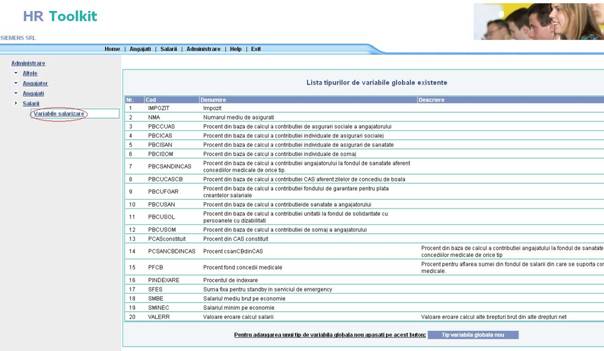 HR Toolkit
SIEMENS SRL
Home | Angajati | Salarii | Administrare | Help | Exit
Administrare
Altele
Angajator
Angajati
Salarii
Variabile salarizare
Lista tipurilor de variabile globale existente
Nr. Cod Denumire Descriere
1 IMPOZIT Impozit
2 NMA Numarul mediu de asigurati
3 PBCCUAS Procent din baza de calcul a contributiei de asiguran sociale a angajatorului
4 PBCICAS Procent din baza de calcul a contributiei individuale de asigurari sociale
5 PBCISAN Procent din baza de calcul a contributiei individuale de asigurari de sanatate
6 PBCISOM Procent din baza de calcul a contributiei individuale de somaj
7 PBCSANDINCAS Procent din baza de calcul a contributiei angajatorului la fondul de sanatate aferent concediilor medicale de orice tip
8 PBCUCASCB Procent din baza de calcul a contributiei CAS aferent zilelor de concediu de boala
9 PBCUFGAR Procent din baza de calcul a contributiei fondului de garantare pentru plata creantelor salariale
10 PBCUSAN Procent din baza de calcul a contributieide sanatate a angajatorului
11 PBCUSOL Procent din baza de calcul a contributiei unitatii la fondul de solidaritate cu persoanele cu dizabilitati
12 PBCUSOM Procent din baza de calcul a contributiei de somaj a angajatorului
13 PCASconstituit Procent din CAS constituit
14 PCSANCBDINCAS Procent csanCBdinCAS Procent din baza de calcul a contributiei angajatului la fondul de sanatate concediilor medicale de orice tip
15 PFCB Procent fond concedii medicale Procent pentru aflarea sumei din fondul de salarii din care se suporta con medicale.
16 PINDEXARE Procentul de indexare
17 SFES Suma fixa pentru standby in serviciul de emergency
18 SMBE Salariul mediu brut pe economie
19 SMINEC Salariul minim pe economie
20 VALERR Valoare eroare calcul salarii Valoare eroare calcul alte drepturi brut din alte drepturi net
Pentru adaugarea unui tip de variabila globala nou apasati pe acest buton: Tip variabila globala nou